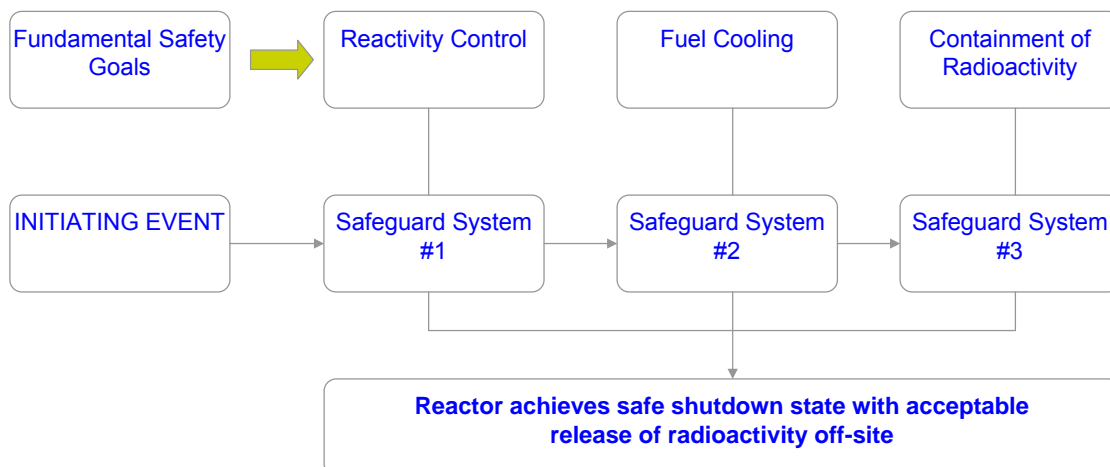 Fundamental Safety
Goals
Reactivity Control
Fuel Cooling
Containment of
Radioactivity
INITIATING EVENT
Safeguard System
#1
Safeguard System
#2
Safeguard System
#3
Reactor achieves safe shutdown state with acceptable
release of radioactivity off-site